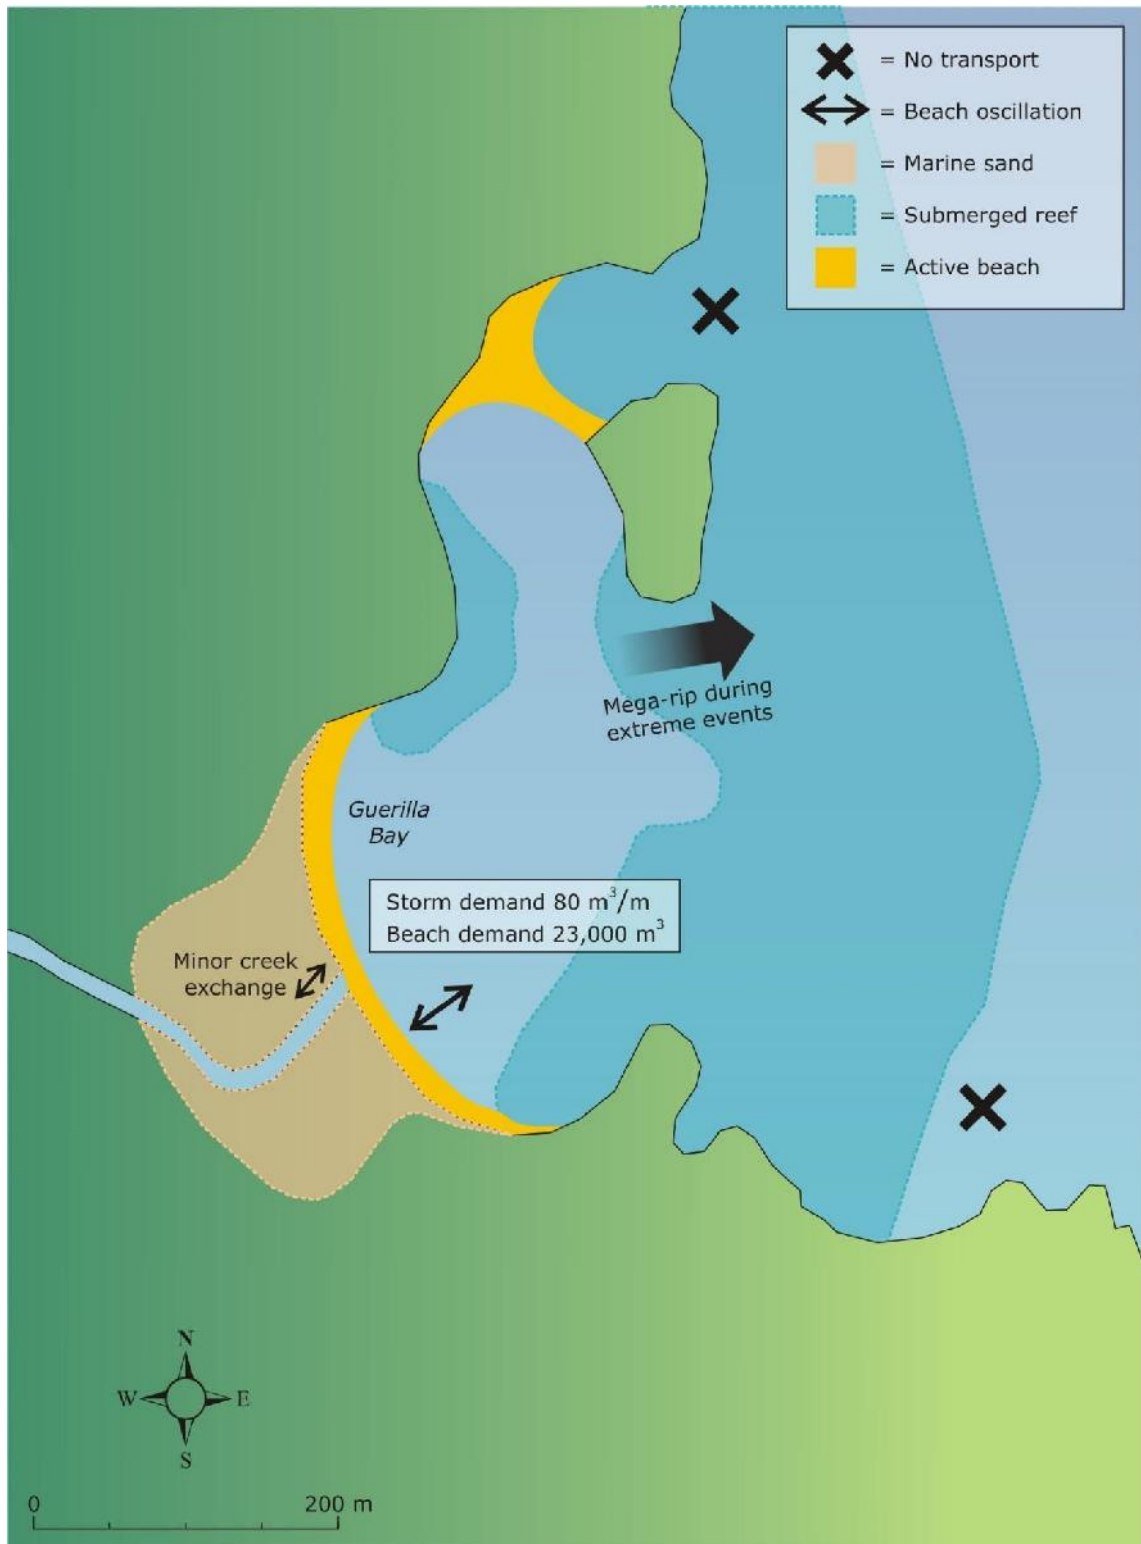 = No transport
= Beach oscillation
= Marine sand
= Submerged reef
= Active beach
Mega-rip during
extreme events
Guerilla
Bay
Storm demand 80 m³/m
Beach demand 23,000 m³
Minor creek
exchange
N
W E
S
0 200 m